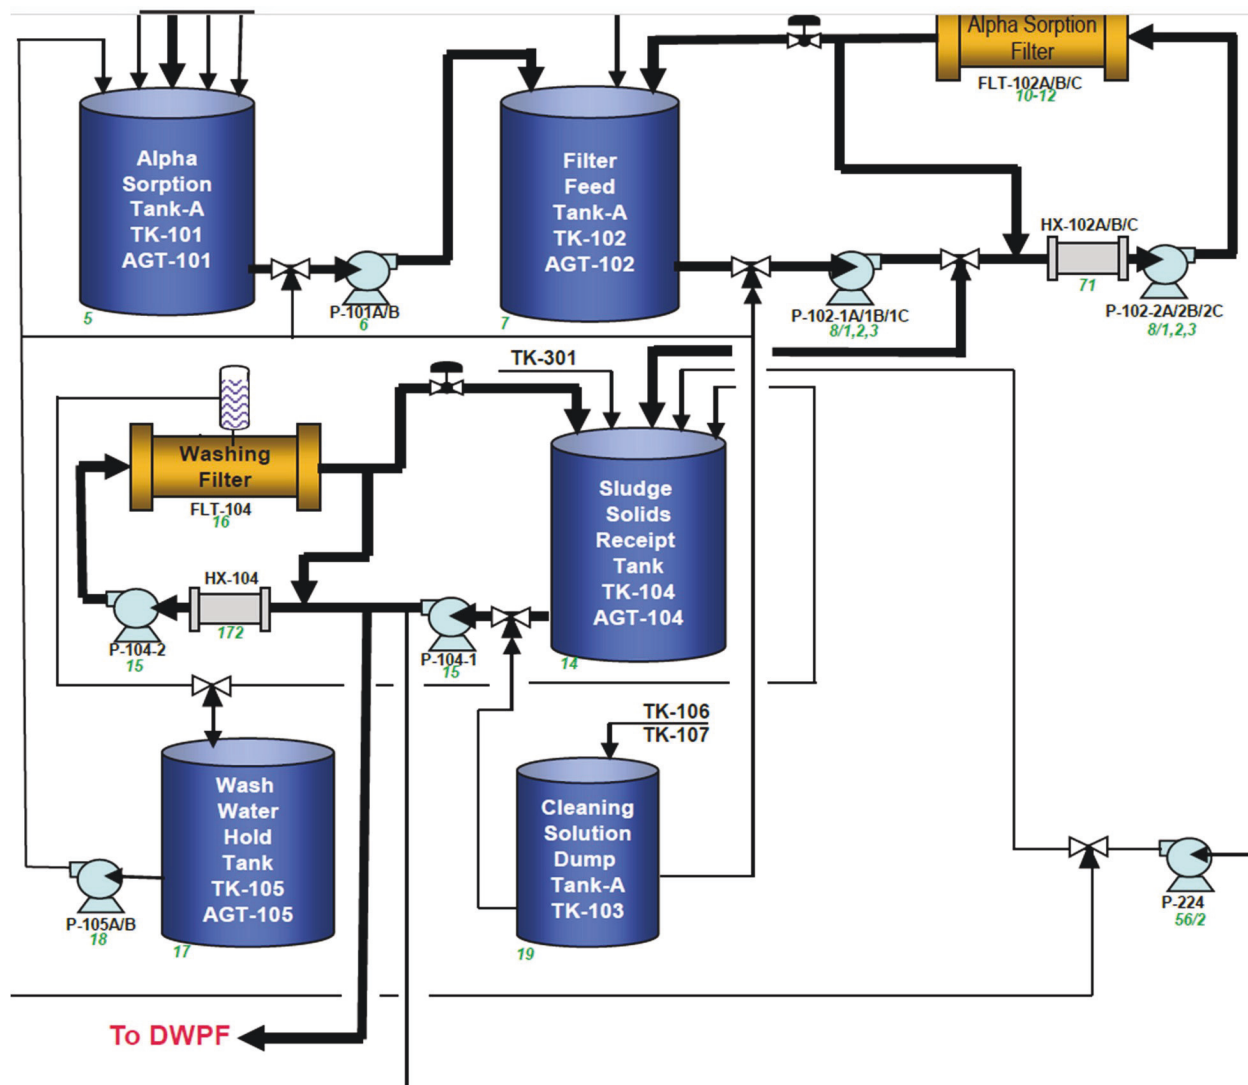 Alpha Sorption
Filter
FLT-102A/B/C
10-12
Alpha
Sorption
Tank-A
TK-101
AGT-101
5
P-101A/B
6
Filter
Feed
Tank-A
TK-102
AGT-102
7
P-102-1A/1B/1C
8/1,2,3
HX-102A/B/C
71
P-102-2A/2B/2C
8/1,2,3
TK-301
Washing
Filter
FLT-104
16
HX-104
172
P-104-2
15
P-104-1
15
Sludge
Solids
Receipt
Tank
TK-104
AGT-104
14
TK-106
TK-107
Wash
Water
Hold
Tank
TK-105
AGT-105
17
P-105A/B
18
Cleaning
Solution
Dump
Tank-A
TK-103
19
P-224
56/2
To DWPF